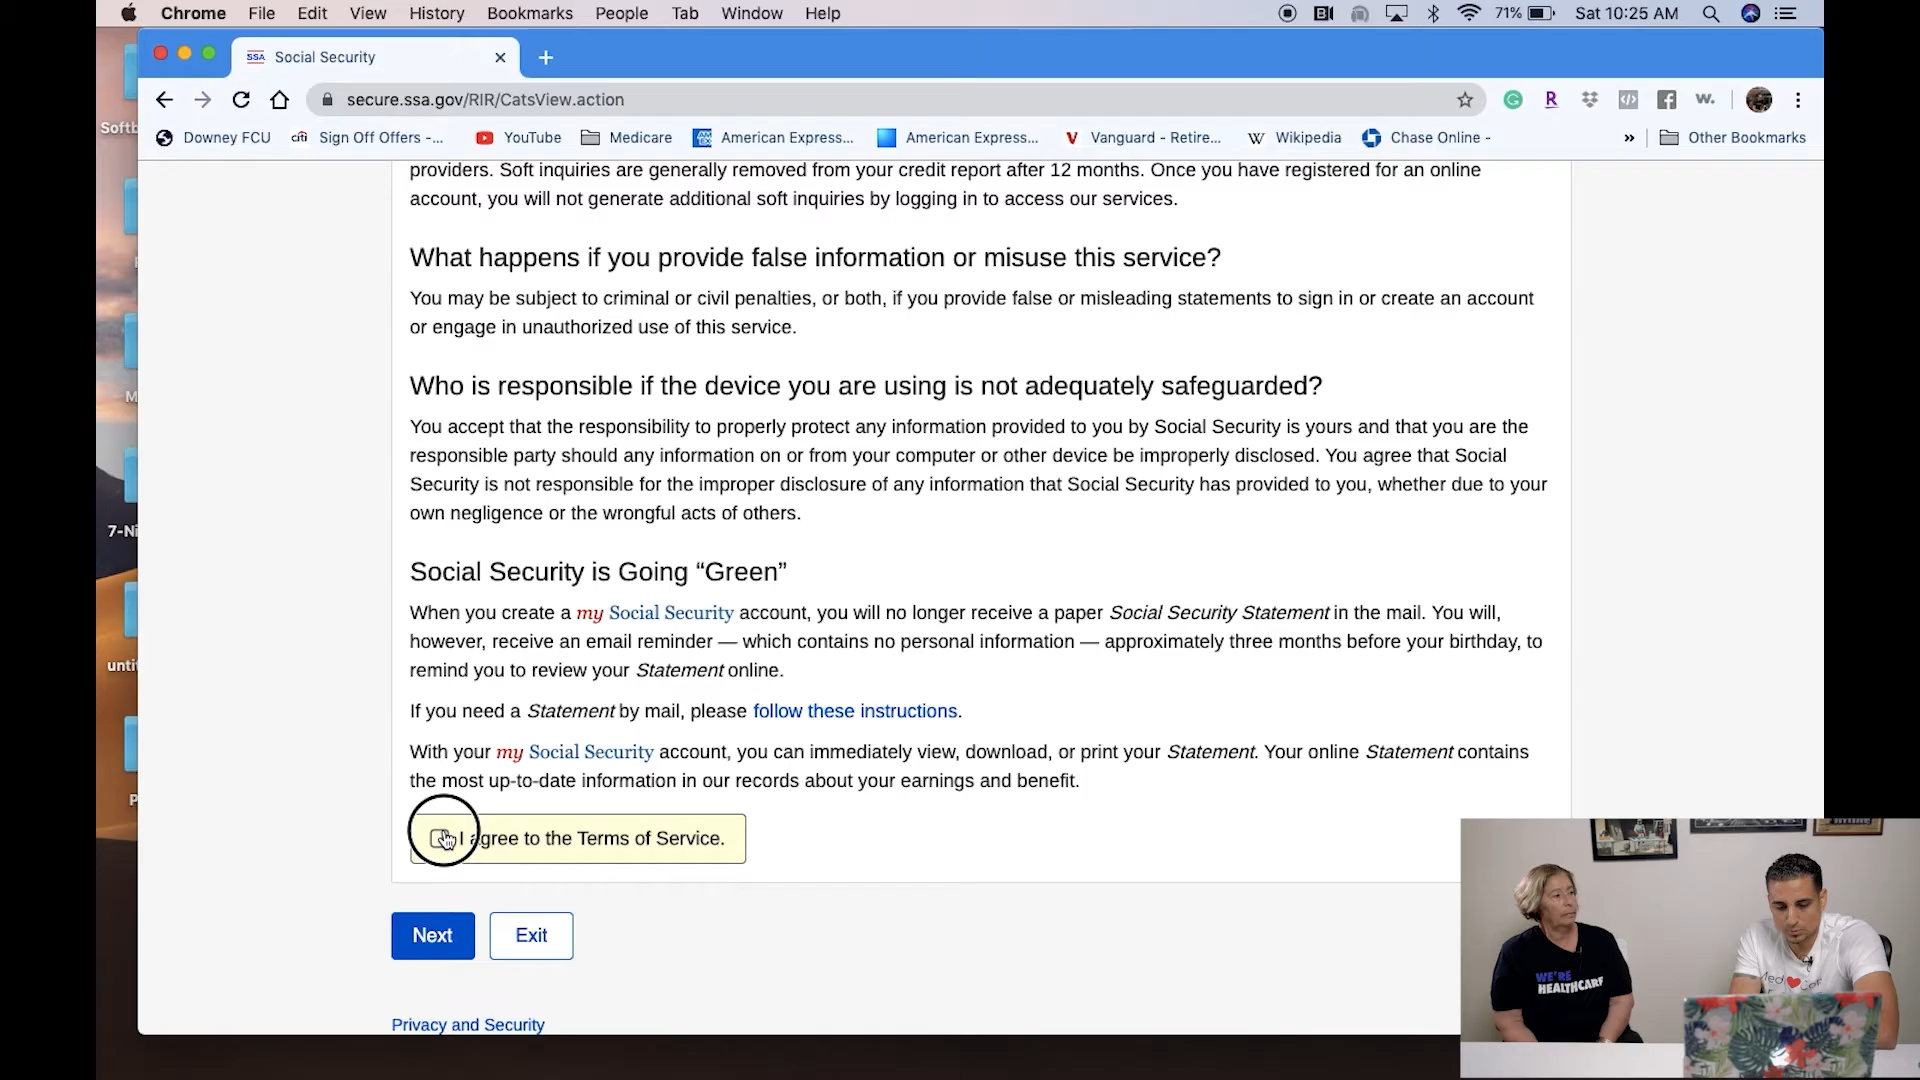 Chrome File Edit View History Bookmarks People Tab Window Help 71% Sat 10:25 AM
SSA Social Security
secure.ssa.gov/RIR/CatsView.action
Downey FCU citi Sign Off Offers -... YouTube Medicare American Express... American Express... Vanguard - Retire... Wikipedia Chase Online - » Other Bookmarks
providers. Soft inquiries are generally removed from your credit report after 12 months. Once you have registered for an online
account, you will not generate additional soft inquiries by logging in to access our services.
What happens if you provide false information or misuse this service?
You may be subject to criminal or civil penalties, or both, if you provide false or misleading statements to sign in or create an account
or engage in unauthorized use of this service.
Who is responsible if the device you are using is not adequately safeguarded?
You accept that the responsibility to properly protect any information provided to you by Social Security is yours and that you are the
responsible party should any information on or from your computer or other device be improperly disclosed. You agree that Social
Security is not responsible for the improper disclosure of any information that Social Security has provided to you, whether due to your
own negligence or the wrongful acts of others.
Social Security is Going “Green”
When you create a my Social Security account, you will no longer receive a paper Social Security Statement in the mail. You will,
however, receive an email reminder — which contains no personal information — approximately three months before your birthday, to
remind you to review your Statement online.
If you need a Statement by mail, please follow these instructions.
With your my Social Security account, you can immediately view, download, or print your Statement. Your online Statement contains
the most up-to-date information in our records about your earnings and benefit.
I agree to the Terms of Service.
Next Exit
Privacy and Security
Softb
M
7-Ni
unti
P
WE'RE
HEALTHCARE
Med Cor